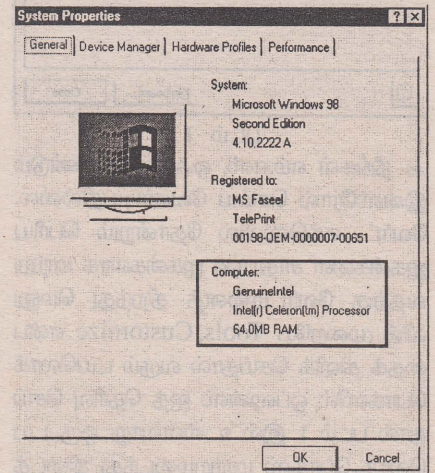 System Properties
General Device Manager Hardware Profiles Performance
System:
Microsoft Windows 98
Second Edition
4.10.2222 A
Registered to:
MS Faseel
TelePrint
00198-OEM-0000007-00651
Computer:
GenuineIntel
Intel(r) Celeron(tm) Processor
64.0MB RAM
OK Cancel